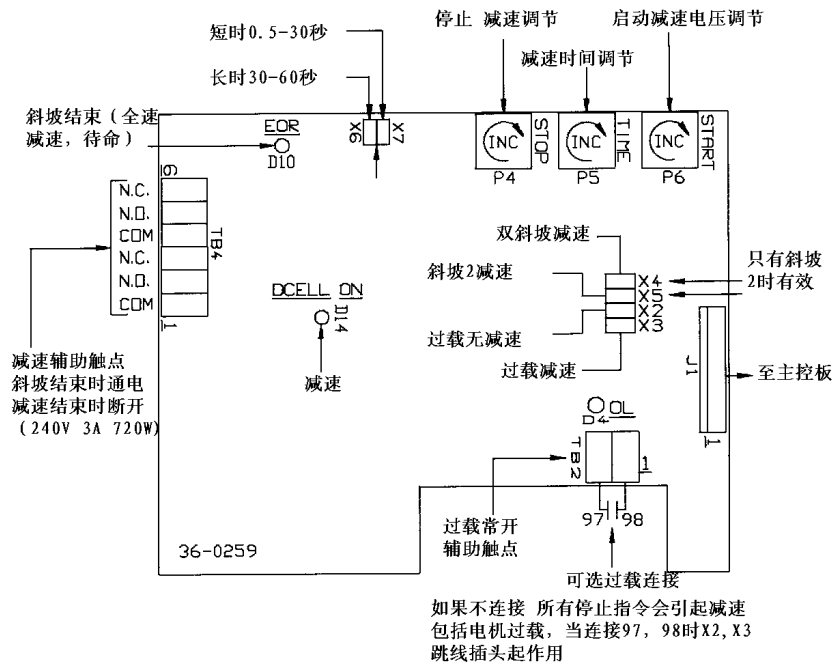 短时0.5-30秒
长时30-60秒
停止 减速调节
减速时间调节
启动减速电压调节
斜坡结束(全速
减速,待命)
EOR
D10
X6
X7
INC
STOP
P4
INC
TIME
P5
INC
START
P6
6
N.C.
N.O.
COM
N.C.
N.O.
COM
TB4
1
双斜坡减速
斜坡2减速
过载无减速
过载减速
X4
X5
X2
X3
只有斜坡
2时有效
DCELL ON
D14
减速
J1
1
至主控板
减速辅助触点
斜坡结束时通电
减速结束时断开
(240V 3A 720W)
OL
D4
TB2
1
过载常开
辅助触点
97
98
36-0259
可选过载连接
如果不连接 所有停止指令会引起减速
包括电机过载,当连接97, 98时X2,X3
跳线插头起作用